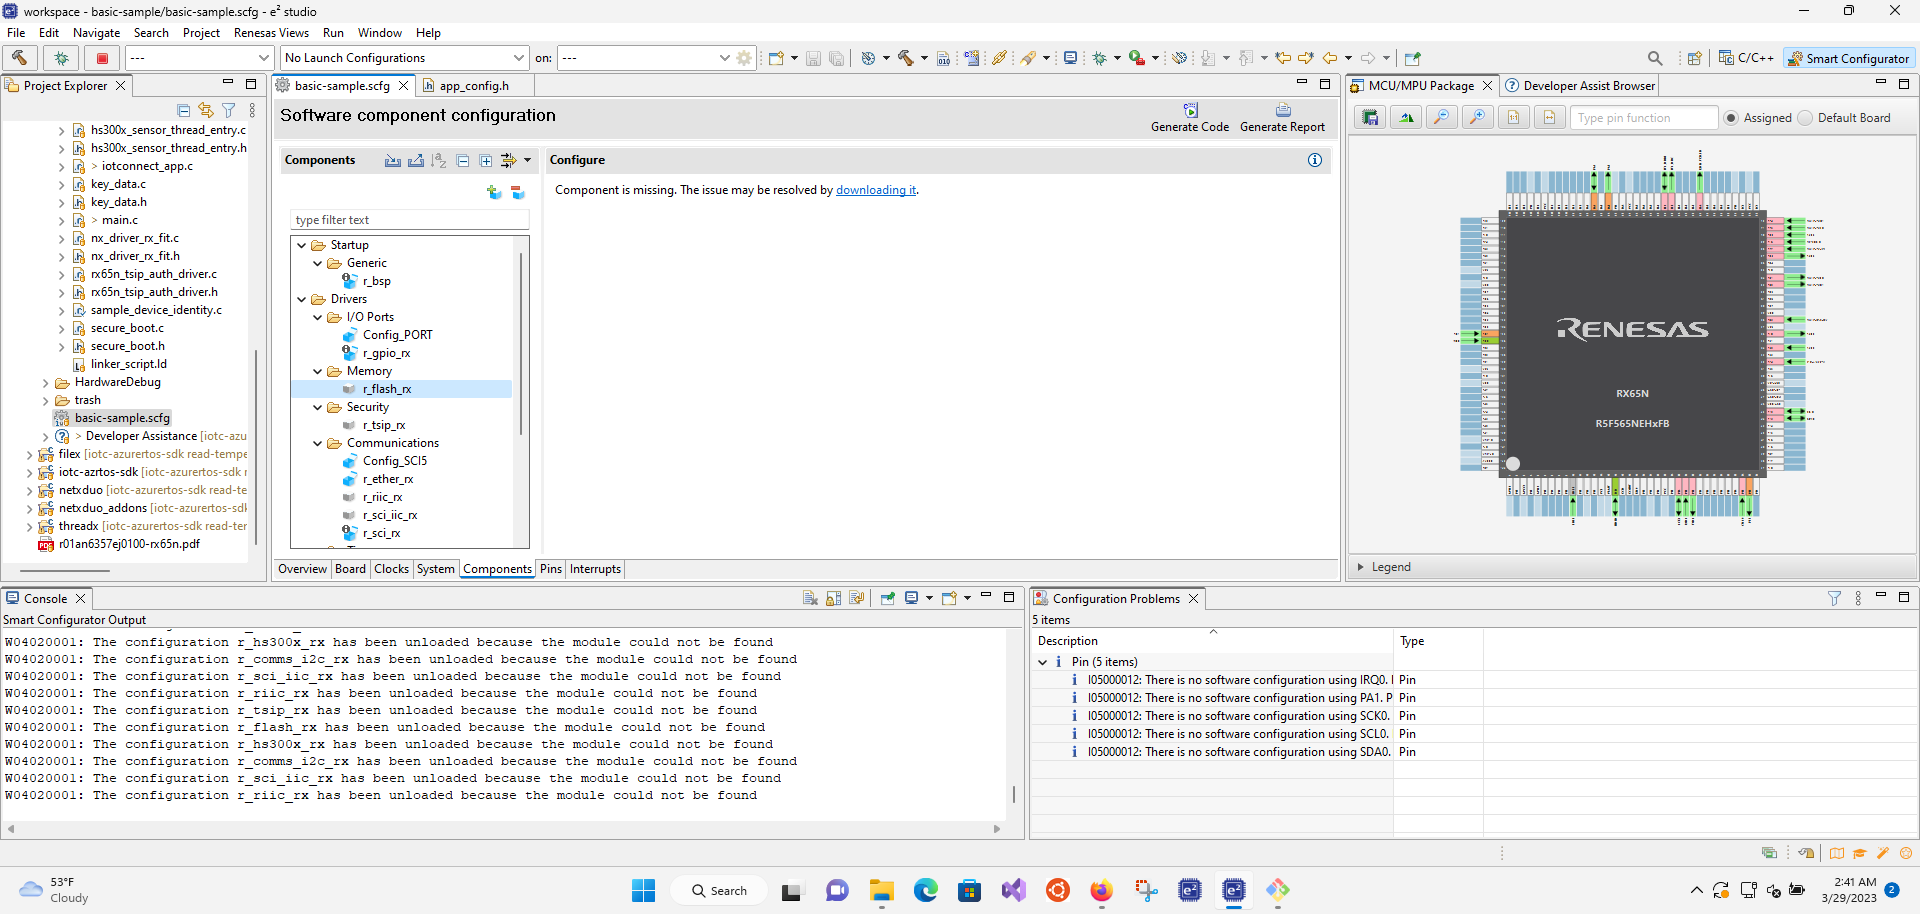 workspace - basic-sample/basic-sample.scfg - e² studio
File Edit Navigate Search Project Renesas Views Run Window Help
--- No Launch Configurations on: ---
C/C++ Smart Configurator
Project Explorer
hs300x_sensor_thread_entry.c
hs300x_sensor_thread_entry.h
> iotconnect_app.c
key_data.c
key_data.h
> main.c
nx_driver_rx_fit.c
nx_driver_rx_fit.h
rx65n_tsip_auth_driver.c
rx65n_tsip_auth_driver.h
sample_device_identity.c
secure_boot.c
secure_boot.h
linker_script.ld
HardwareDebug
trash
basic-sample.scfg
> Developer Assistance [iotc-azu
filex [iotc-azurertos-sdk read-tempe
iotc-azrtos-sdk [iotc-azurertos-sdk r
netxduo [iotc-azurertos-sdk read-te
netxduo_addons [iotc-azurertos-sdk
threadx [iotc-azurertos-sdk read-ter
r01an6357ej0100-rx65n.pdf
basic-sample.scfg app_config.h
Software component configuration
Generate Code Generate Report
Components
type filter text
Startup
Generic
r_bsp
Drivers
I/O Ports
Config_PORT
r_gpio_rx
Memory
r_flash_rx
Security
r_tsip_rx
Communications
Config_SCI5
r_ether_rx
r_riic_rx
r_sci_iic_rx
r_sci_rx
Configure
Component is missing. The issue may be resolved by downloading it.
Overview Board Clocks System Components Pins Interrupts
MCU/MPU Package Developer Assist Browser
Type pin function Assigned Default Board
RENESAS
RX65N
R5F565NEHxFB
Legend
Console
Smart Configurator Output
W04020001: The configuration r_hs300x_rx has been unloaded because the module could not be found
W04020001: The configuration r_comms_i2c_rx has been unloaded because the module could not be found
W04020001: The configuration r_sci_iic_rx has been unloaded because the module could not be found
W04020001: The configuration r_riic_rx has been unloaded because the module could not be found
W04020001: The configuration r_tsip_rx has been unloaded because the module could not be found
W04020001: The configuration r_flash_rx has been unloaded because the module could not be found
W04020001: The configuration r_hs300x_rx has been unloaded because the module could not be found
W04020001: The configuration r_comms_i2c_rx has been unloaded because the module could not be found
W04020001: The configuration r_sci_iic_rx has been unloaded because the module could not be found
W04020001: The configuration r_riic_rx has been unloaded because the module could not be found
Configuration Problems
5 items
Description Type
Pin (5 items)
I05000012: There is no software configuration using IRQ0. Pin
I05000012: There is no software configuration using PA1. P Pin
I05000012: There is no software configuration using SCK0. Pin
I05000012: There is no software configuration using SCL0. Pin
I05000012: There is no software configuration using SDA0. Pin
53°F
Cloudy
Search
2:41 AM
3/29/2023
2